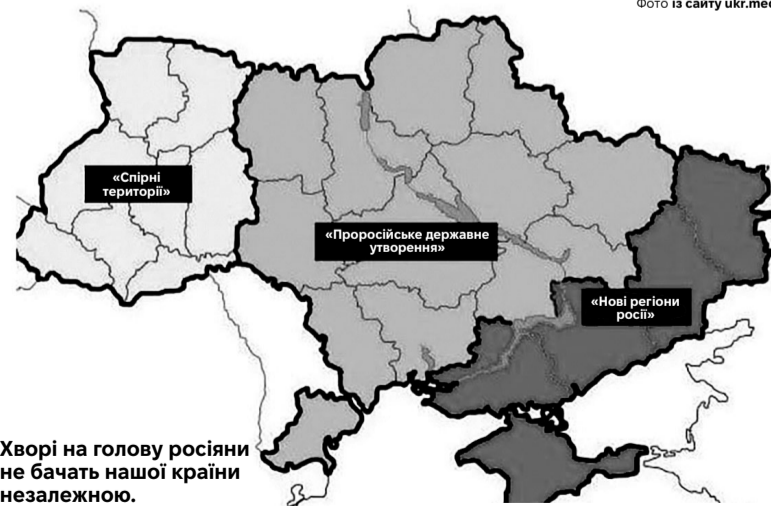 Фото із сайту ukr.med
«Спірні
території»
«Проросійське державне
утворення»
«Нові регіони
росії»
Хворі на голову росіяни
не бачать нашої країни
незалежною.